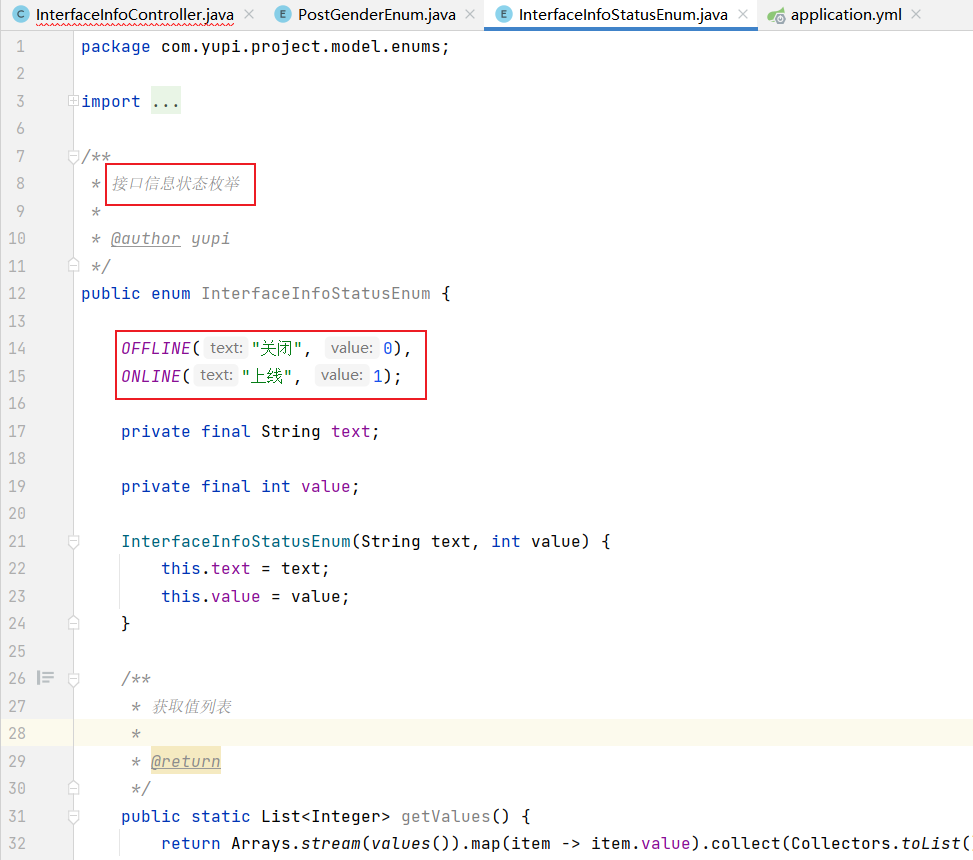 C InterfaceInfoController.java × E PostGenderEnum.java × E InterfaceInfoStatusEnum.java × application.yml ×
1 package com.yupi.project.model.enums;
2
3 import ...
6
7 /**
8 * 接口信息状态枚举
9 *
10 * @author yupi
11 */
12 public enum InterfaceInfoStatusEnum {
13
14 OFFLINE( text: "关闭", value: 0),
15 ONLINE( text: "上线", value: 1);
16
17 private final String text;
18
19 private final int value;
20
21 InterfaceInfoStatusEnum(String text, int value) {
22 this.text = text;
23 this.value = value;
24 }
25
26 /**
27 * 获取值列表
28 *
29 * @return
30 */
31 public static List<Integer> getValues() {
32 return Arrays.stream(values()).map(item -> item.value).collect(Collectors.toList(